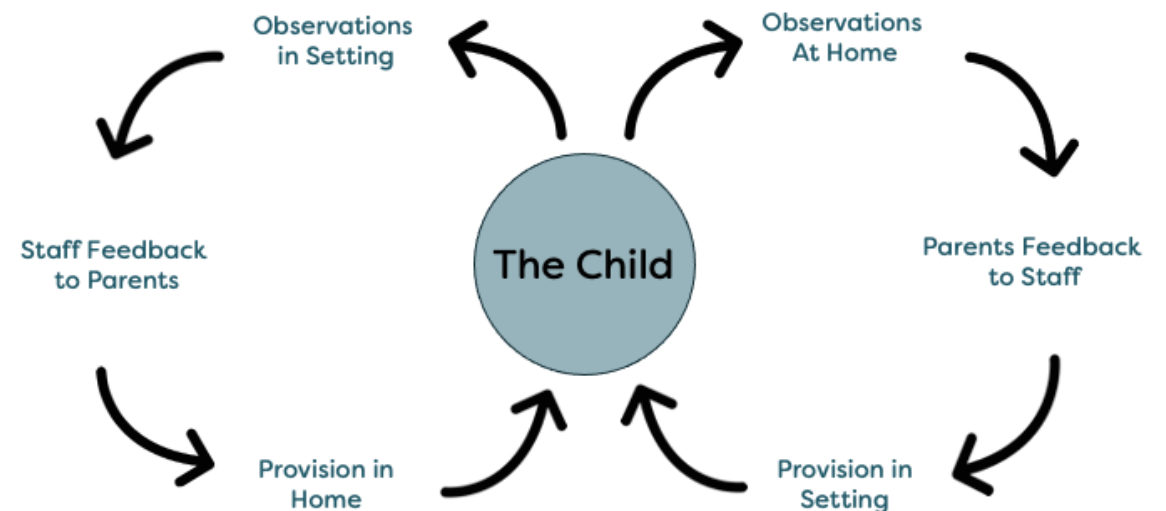 Observations
in Setting
Observations
At Home
Staff Feedback
to Parents
The Child
Parents Feedback
to Staff
Provision in
Home
Provision in
Setting